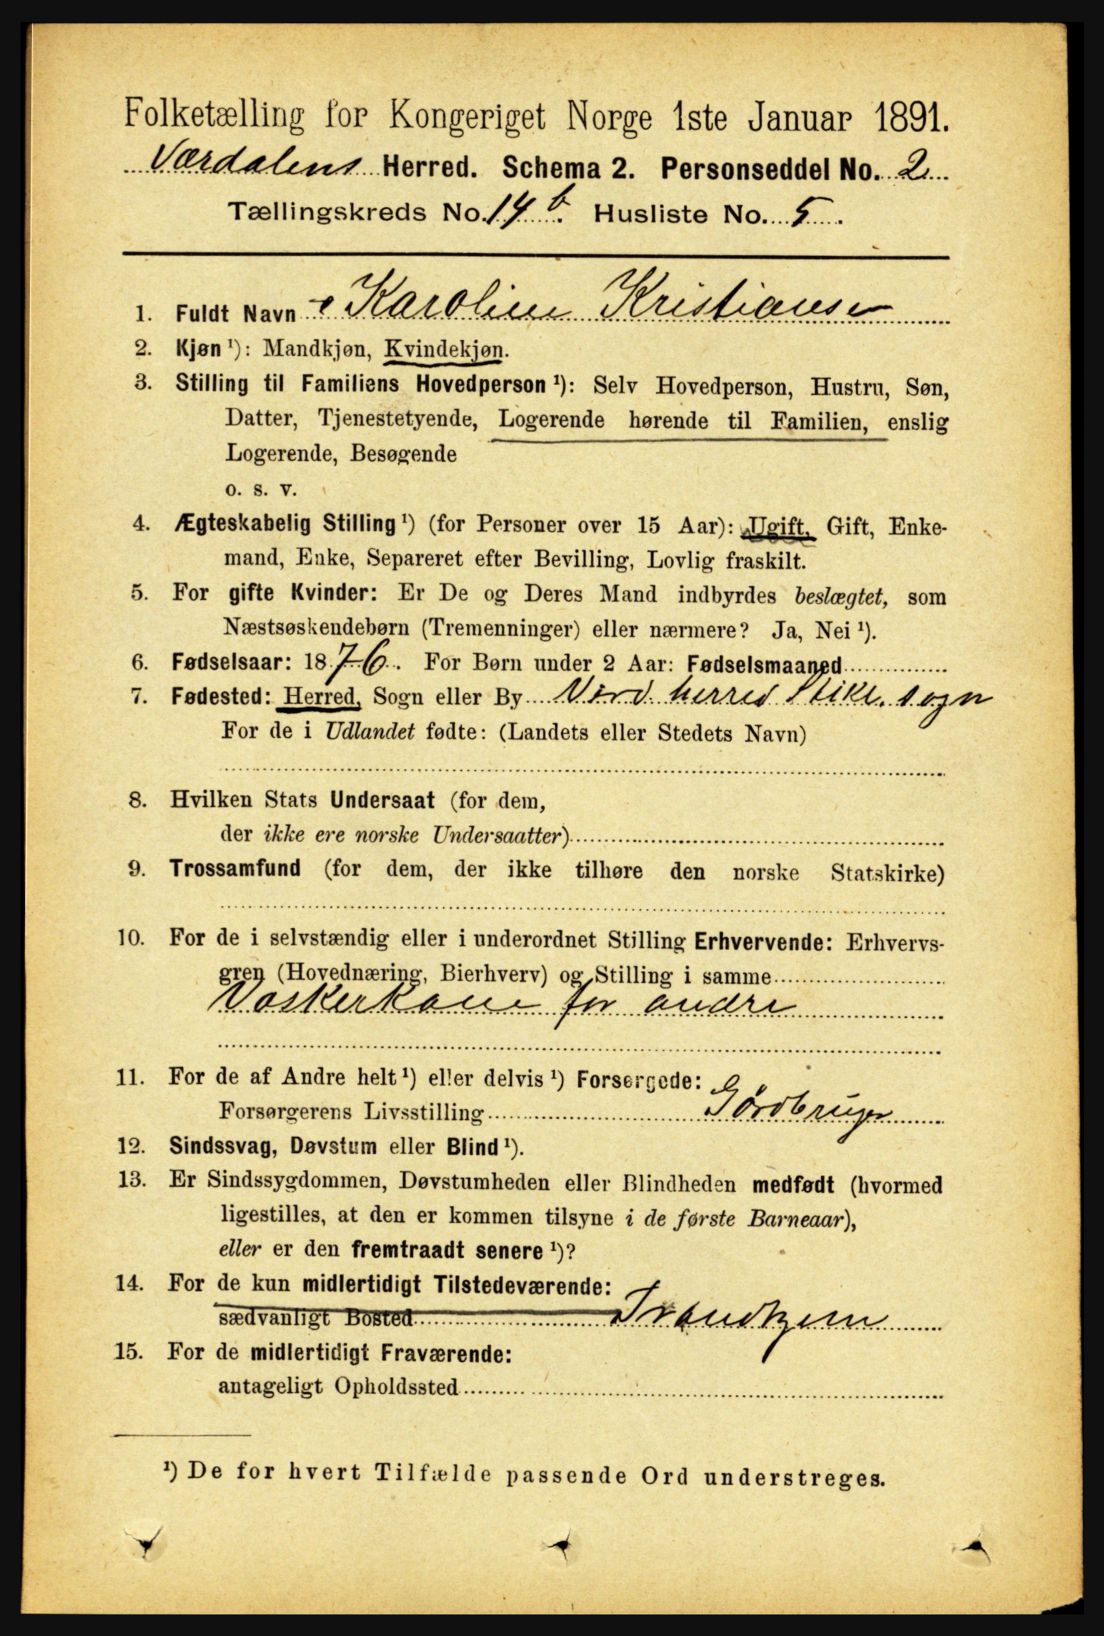 Folketælling for Kongeriget Norge 1ste Januar 1891.
Værdalens Herred. Schema 2. Personseddel No. 2
Tællingskreds No. 14 b. Husliste No. 5.
1. Fuldt Navn Karoline Kristiansen
2. Kjøn ¹): Mandkjøn, Kvindekjøn.
3. Stilling til Familiens Hovedperson ¹): Selv Hovedperson, Hustru, Søn,
Datter, Tjenestetyende, Logerende hørende til Familien, enslig
Logerende, Besøgende
o. s. v.
4. Ægteskabelig Stilling ¹) (for Personer over 15 Aar): Ugift, Gift, Enke-
mand, Enke, Separeret efter Bevilling, Lovlig fraskilt.
5. For gifte Kvinder: Er De og Deres Mand indbyrdes beslægtet, som
Næstsøskendebørn (Tremenninger) eller nærmere? Ja, Nei ¹).
6. Fødselsaar: 1876. For Børn under 2 Aar: Fødselsmaaned
7. Fødested: Herred, Sogn eller By herred sogn
For de i Udlandet fødte: (Landets eller Stedets Navn)
8. Hvilken Stats Undersaat (for dem,
der ikke ere norske Undersaatter)
9. Trossamfund (for dem, der ikke tilhøre den norske Statskirke)
10. For de i selvstændig eller i underordnet Stilling Erhvervende: Erhvervs-
gren (Hovednæring, Bierhverv) og Stilling i samme
Vaskerkone for andre
11. For de af Andre helt ¹) eller delvis ¹) Forsørgede:
Forsørgerens Livsstilling Gårdbruger
12. Sindssvag, Døvstum eller Blind ¹).
13. Er Sindssygdommen, Døvstumheden eller Blindheden medfødt (hvormed
ligestilles, at den er kommen tilsyne i de første Barneaar),
eller er den fremtraadt senere ¹)?
14. For de kun midlertidigt Tilstedeværende:
sædvanligt Bosted Trondhjem
15. For de midlertidigt Fraværende:
antageligt Opholdssted
¹) De for hvert Tilfælde passende Ord understreges.